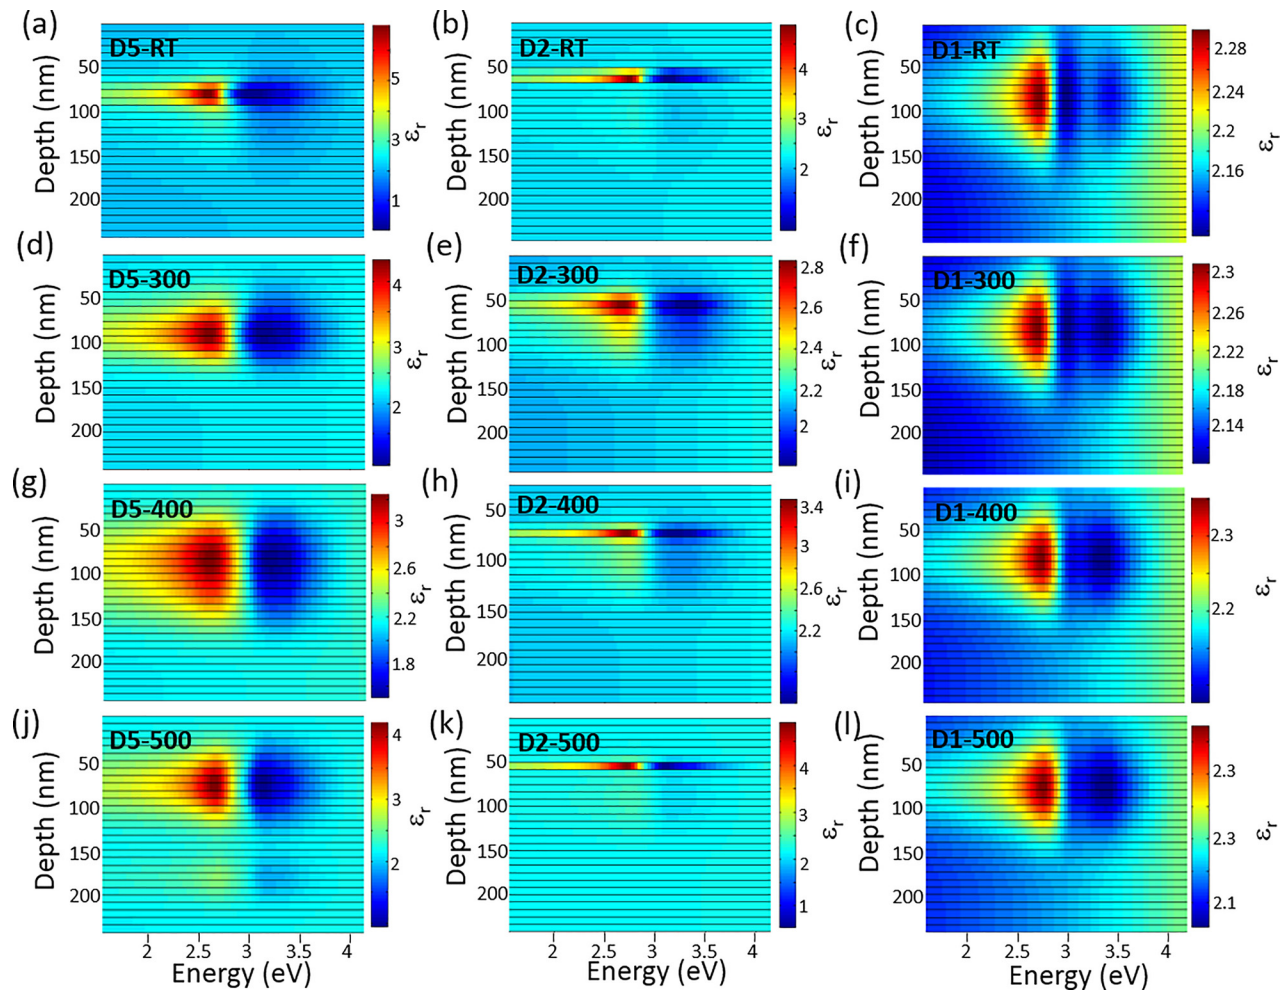 (a) D5-RT
Depth (nm)
50
100
150
200
5
3
1
εr
(b) D2-RT
Depth (nm)
50
100
150
200
4
3
2
εr
(c) D1-RT
Depth (nm)
50
100
150
200
2.28
2.24
2.2
2.16
εr
(d) D5-300
Depth (nm)
50
100
150
200
4
3
2
εr
(e) D2-300
Depth (nm)
50
100
150
200
2.8
2.6
2.4
2.2
2
εr
(f) D1-300
Depth (nm)
50
100
150
200
2.3
2.26
2.22
2.18
2.14
εr
(g) D5-400
Depth (nm)
50
100
150
200
3
2.6
2.2
1.8
εr
(h) D2-400
Depth (nm)
50
100
150
200
3.4
3
2.6
2.2
εr
(i) D1-400
Depth (nm)
50
100
150
200
2.3
2.2
εr
(j) D5-500
Depth (nm)
50
100
150
200
4
3
2
εr
2 2.5 3 3.5 4
Energy (eV)
(k) D2-500
Depth (nm)
50
100
150
200
4
3
2
1
εr
2 2.5 3 3.5 4
Energy (eV)
(l) D1-500
Depth (nm)
50
100
150
200
2.3
2.3
2.1
εr
2 2.5 3 3.5 4
Energy (eV)